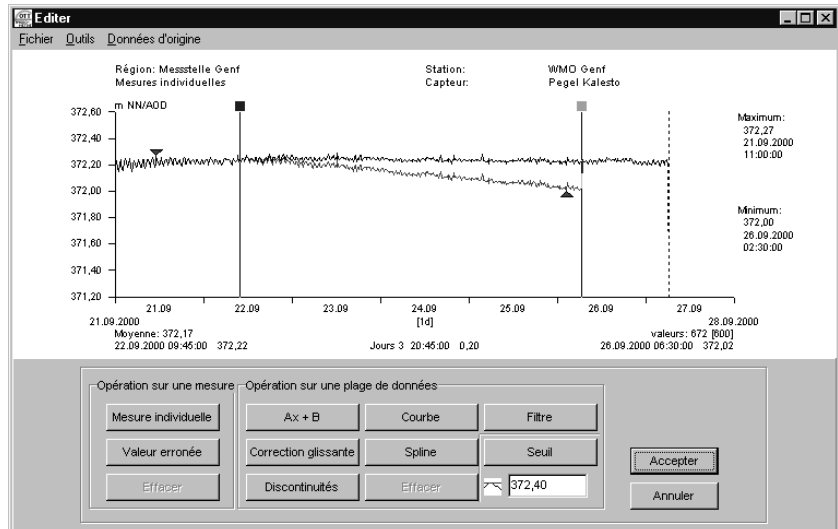 OTT
Editer
Fichier Outils Données d'origine
Région: Messstelle Genf Station: WMO Genf
Mesures individuelles Capteur: Pegel Kalesto
m NN/AOD
372,60
372,40
372,20
372,00
371,80
371,60
371,40
371,20
Maximum:
372,27
21.09.2000
11:00:00
Minimum:
372,00
26.09.2000
02:30:00
21.09 22.09 23.09 24.09 25.09 26.09 27.09
21.09.2000 [1d] 28.09.2000
Moyenne: 372,17 valeurs: 672 [600]
22.09.2000 09:45:00 372,22 Jours 3 20:45:00 0,20 26.09.2000 06:30:00 372,02
Opération sur une mesure Opération sur une plage de données
Mesure individuelle Ax + B Courbe Filtre
Valeur erronée Correction glissante Spline Seuil
Effacer Discontinuités Effacer 372,40
Accepter
Annuler